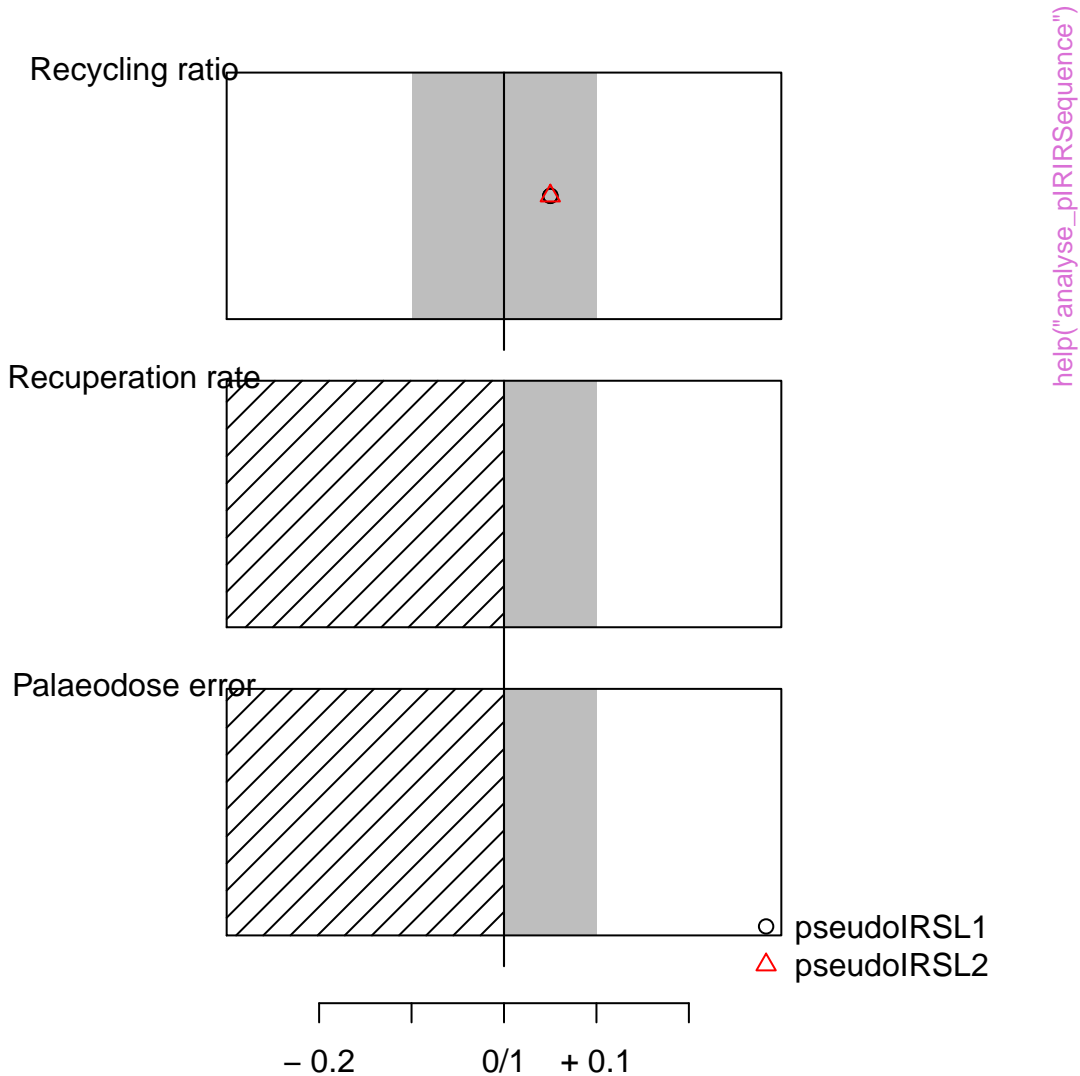 Recycling ratio
help("analyse_pIRIRSequence")
Recuperation rate
Palaeodose error
pseudoIRSL1
pseudoIRSL2
− 0.2
0/1
+ 0.1